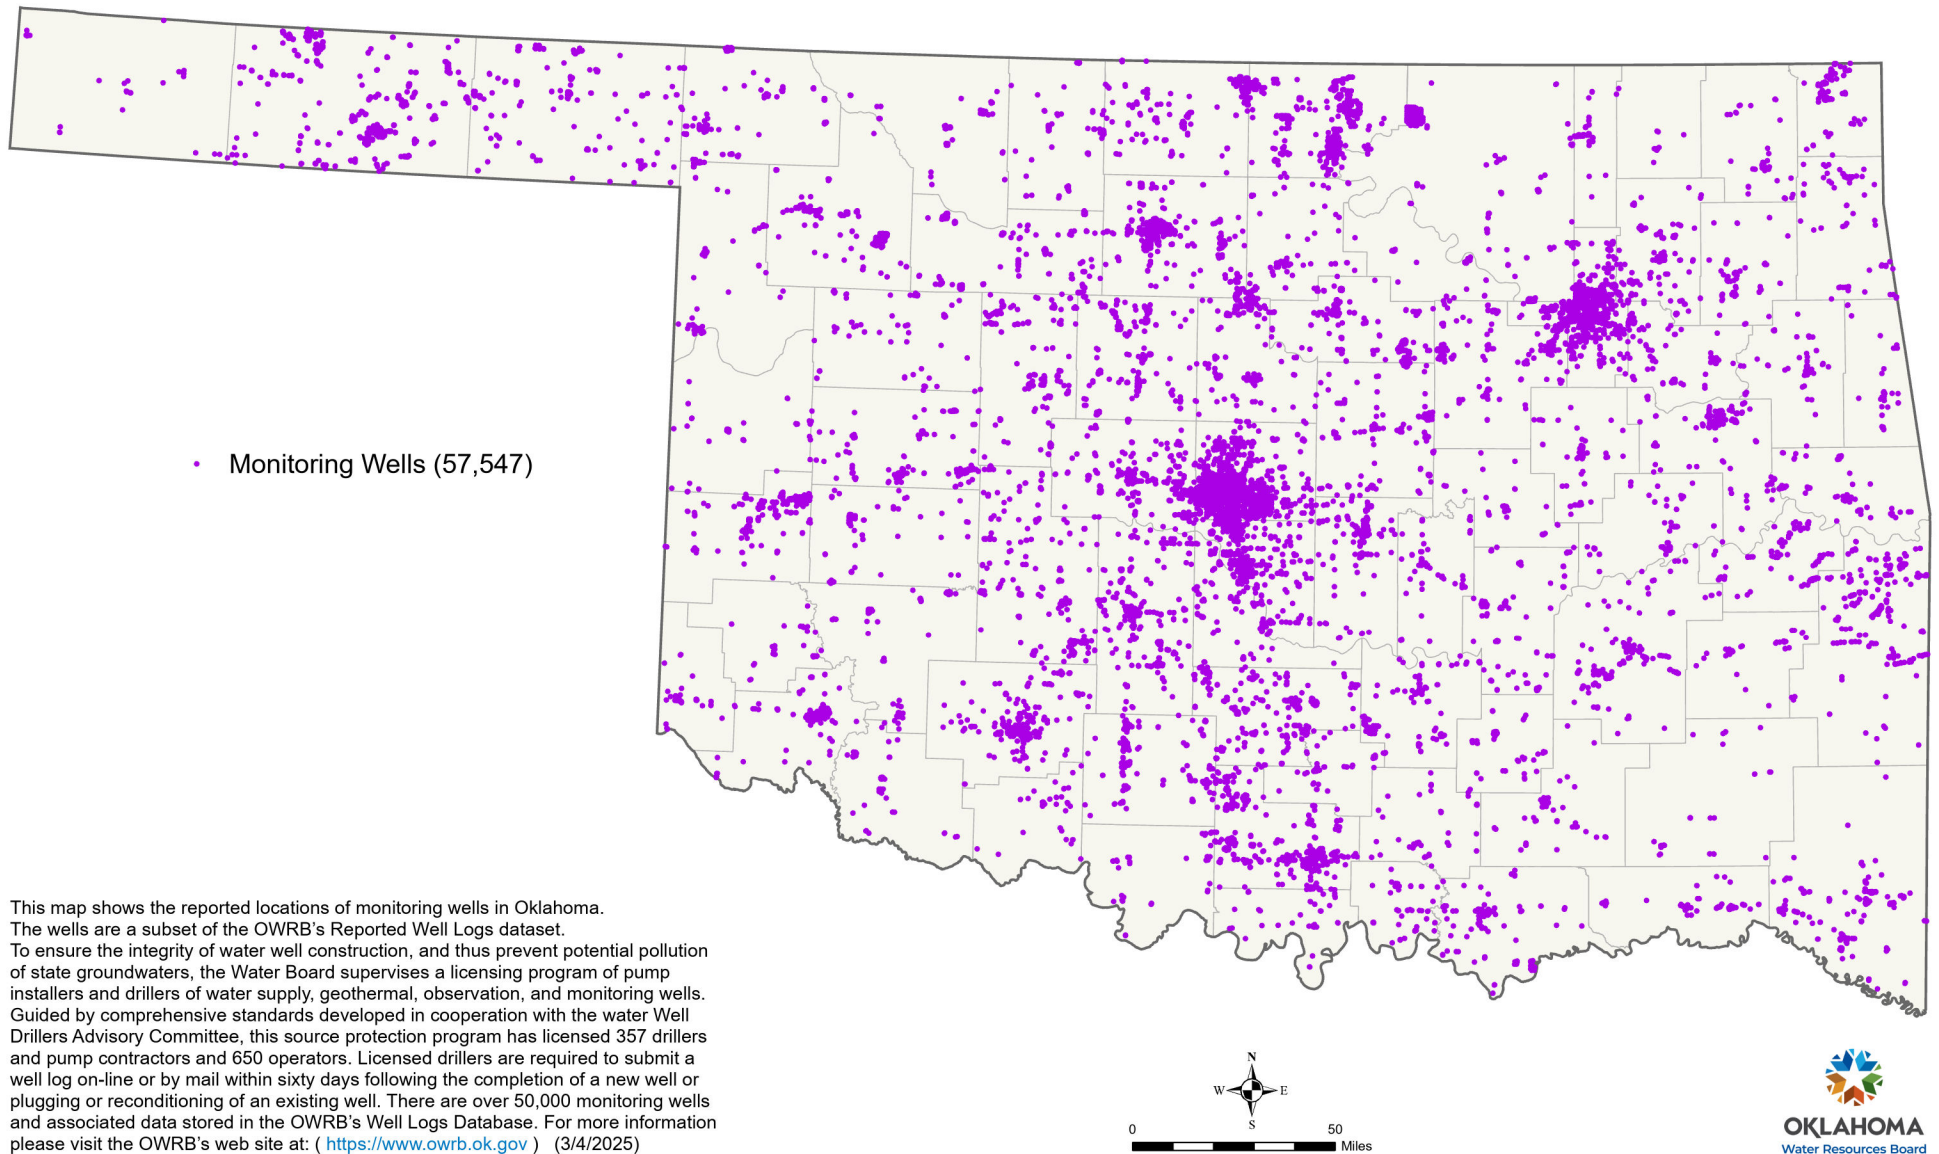 Monitoring Wells (57,547)
This map shows the reported locations of monitoring wells in Oklahoma.
The wells are a subset of the OWRB's Reported Well Logs dataset.
To ensure the integrity of water well construction, and thus prevent potential pollution
of state groundwaters, the Water Board supervises a licensing program of pump
installers and drillers of water supply, geothermal, observation, and monitoring wells.
Guided by comprehensive standards developed in cooperation with the water Well
Drillers Advisory Committee, this source protection program has licensed 357 drillers
and pump contractors and 650 operators. Licensed drillers are required to submit a
well log on-line or by mail within sixty days following the completion of a new well or
plugging or reconditioning of an existing well. There are over 50,000 monitoring wells
and associated data stored in the OWRB's Well Logs Database. For more information
please visit the OWRB's web site at: ( https://www.owrb.ok.gov ) (3/4/2025)
N
W E
S
0 50
Miles
OKLAHOMA
Water Resources Board